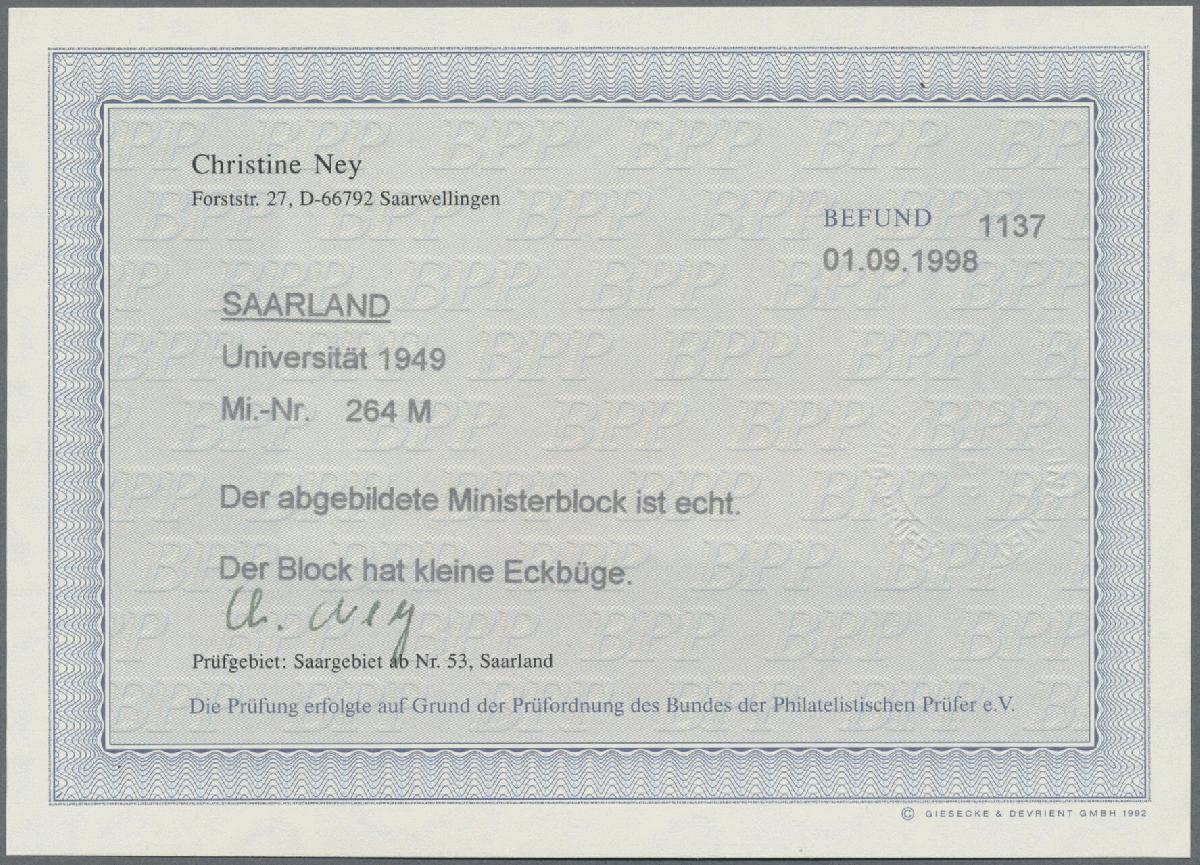 Christine Ney
Forststr. 27, D-66792 Saarwellingen
BEFUND 1137
01.09.1998
SAARLAND
Universität 1949
Mi.-Nr. 264 M
Der abgebildete Ministerblock ist echt.
Der Block hat kleine Eckbüge.
Ch. Ney
Prüfgebiet: Saargebiet ab Nr. 53, Saarland
Die Prüfung erfolgte auf Grund der Prüfordnung des Bundes der Philatelistischen Prüfer e.V.
© GIESECKE & DEVRIENT GMBH 1992